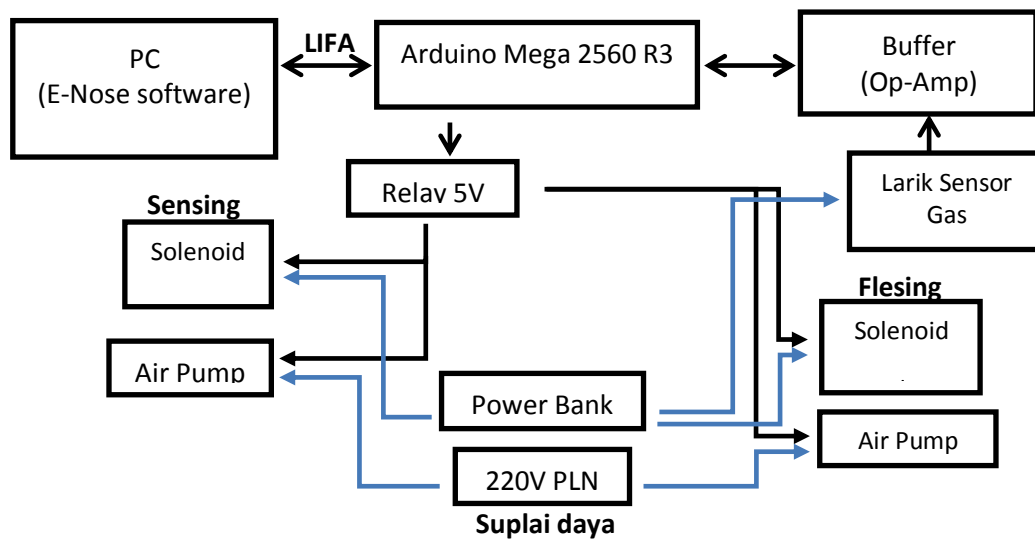 PC
(E-Nose software)
LIFA
Arduino Mega 2560 R3
Buffer
(Op-Amp)
Relay 5V
Larik Sensor
Gas
Sensing
Solenoid
Flesing
Solenoid
Air Pump
Power Bank
Air Pump
220V PLN
Suplai daya